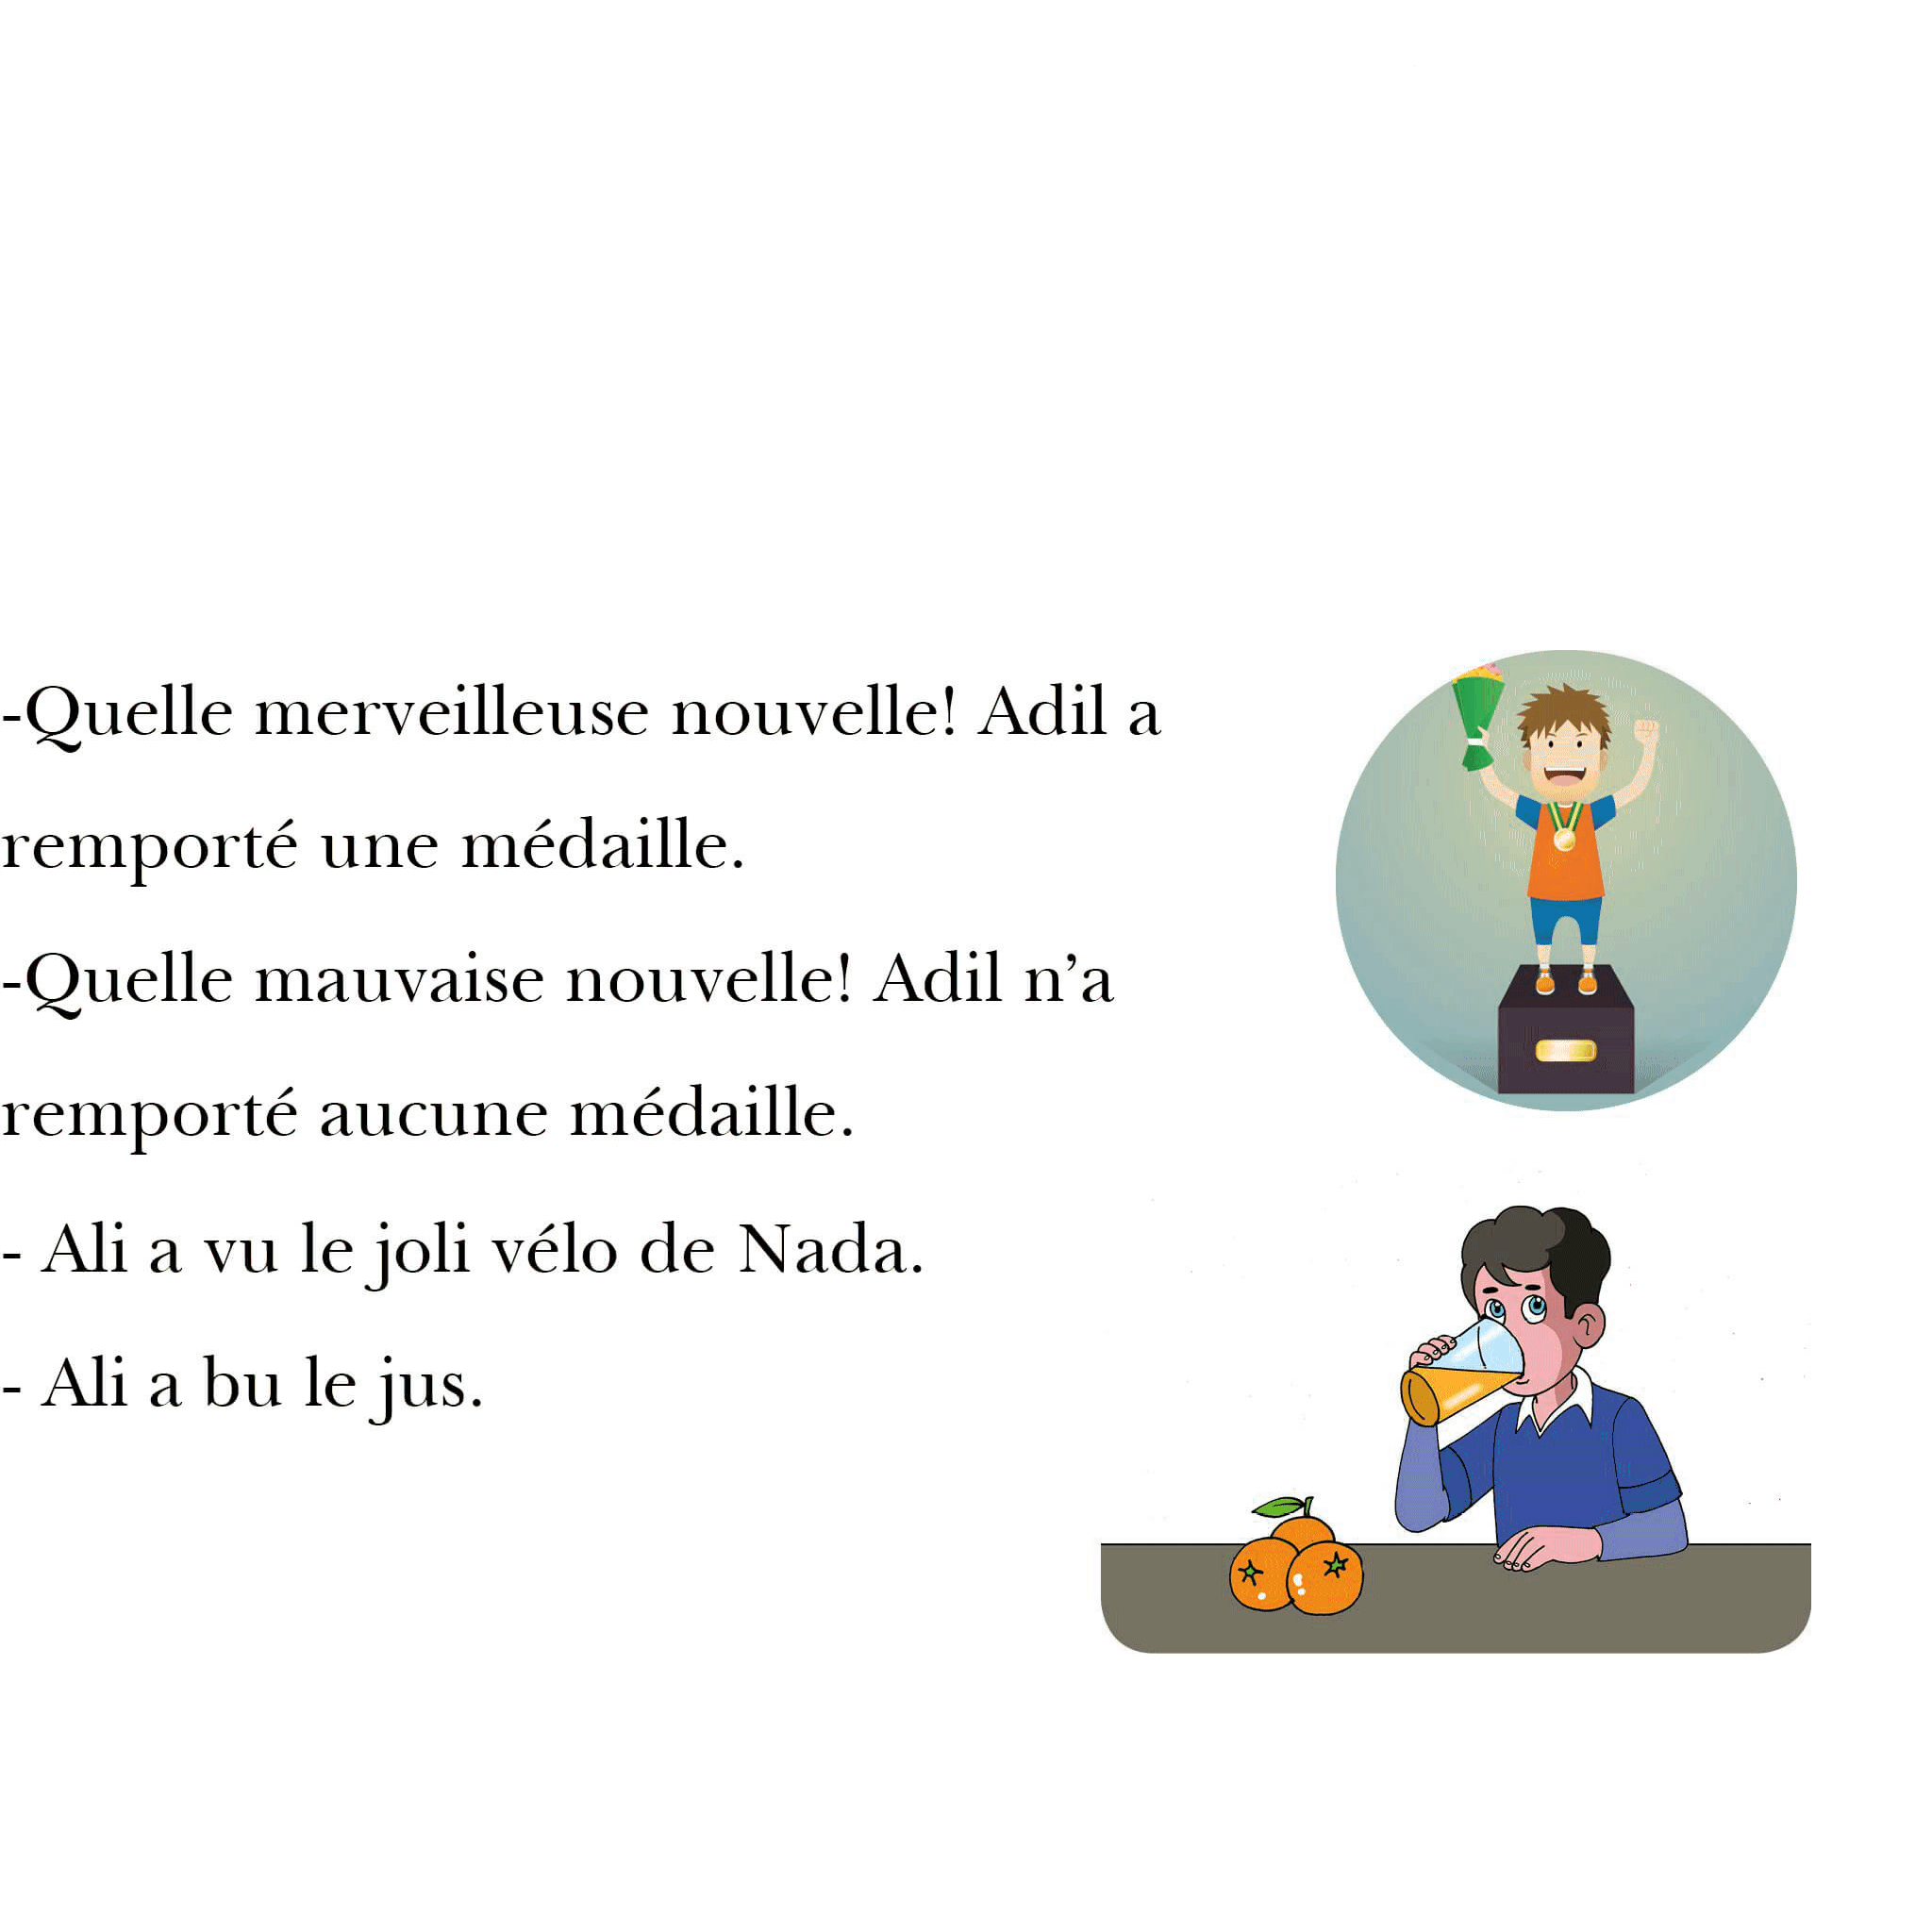 -Quelle merveilleuse nouvelle! Adil a
remporté une médaille.
-Quelle mauvaise nouvelle! Adil n’a
remporté aucune médaille.
- Ali a vu le joli vélo de Nada.
- Ali a bu le jus.